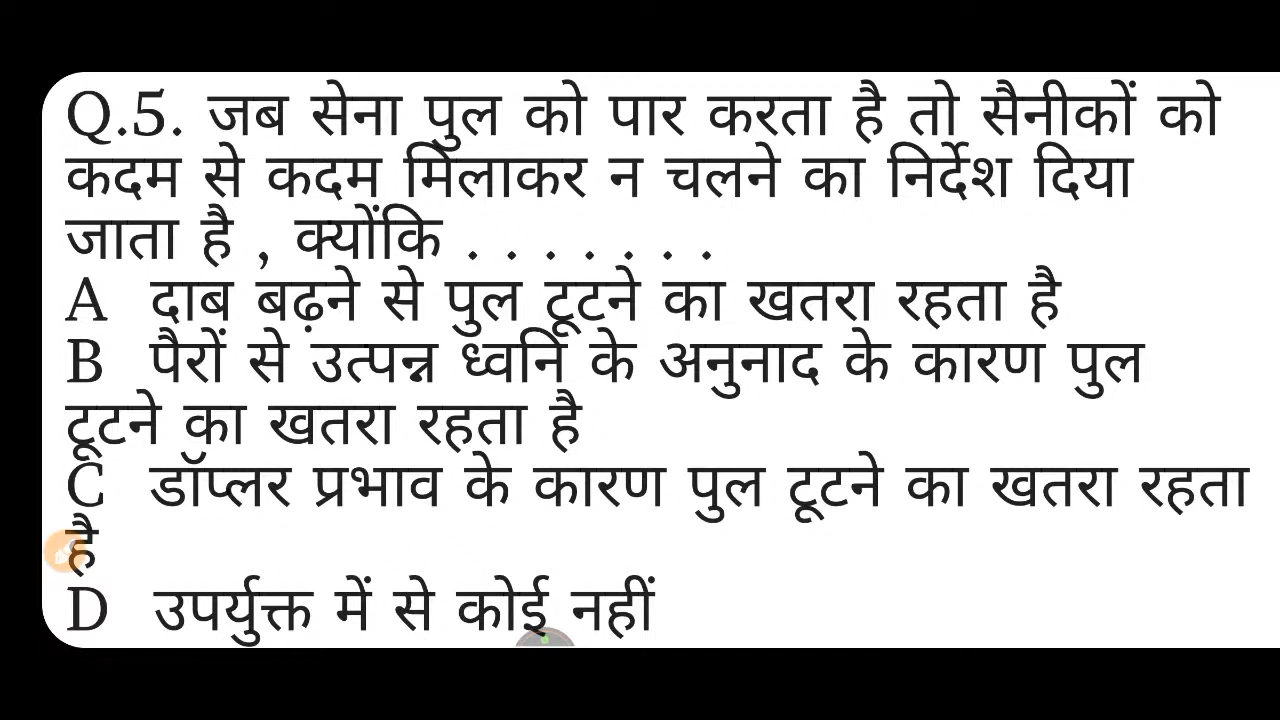 Q.5. जब सेना पुल को पार करता है तो सैनीकों को
कदम से कदम मिलाकर न चलने का निर्देश दिया
जाता है , क्योंकि . . . . . . .
A दाब बढ़ने से पुल टूटने का खतरा रहता है
B पैरों से उत्पन्न ध्वनि के अनुनाद के कारण पुल
टूटने का खतरा रहता है
C डॉप्लर प्रभाव के कारण पुल टूटने का खतरा रहता
है
D उपर्युक्त में से कोई नहीं